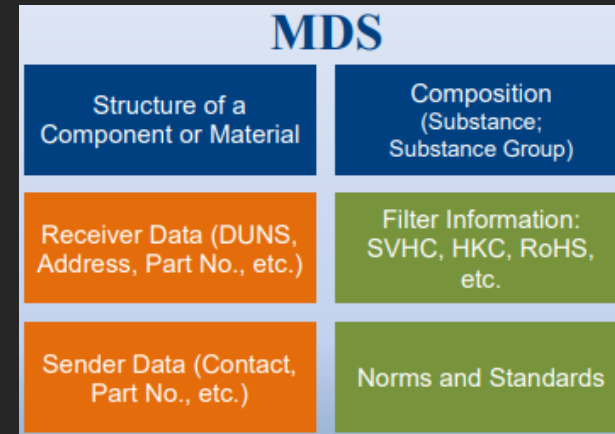 MDS
Structure of a
Component or Material
Composition
(Substance;
Substance Group)
Receiver Data (DUNS,
Address, Part No., etc.)
Filter Information:
SVHC, HKC, RoHS,
etc.
Sender Data (Contact,
Part No., etc.)
Norms and Standards